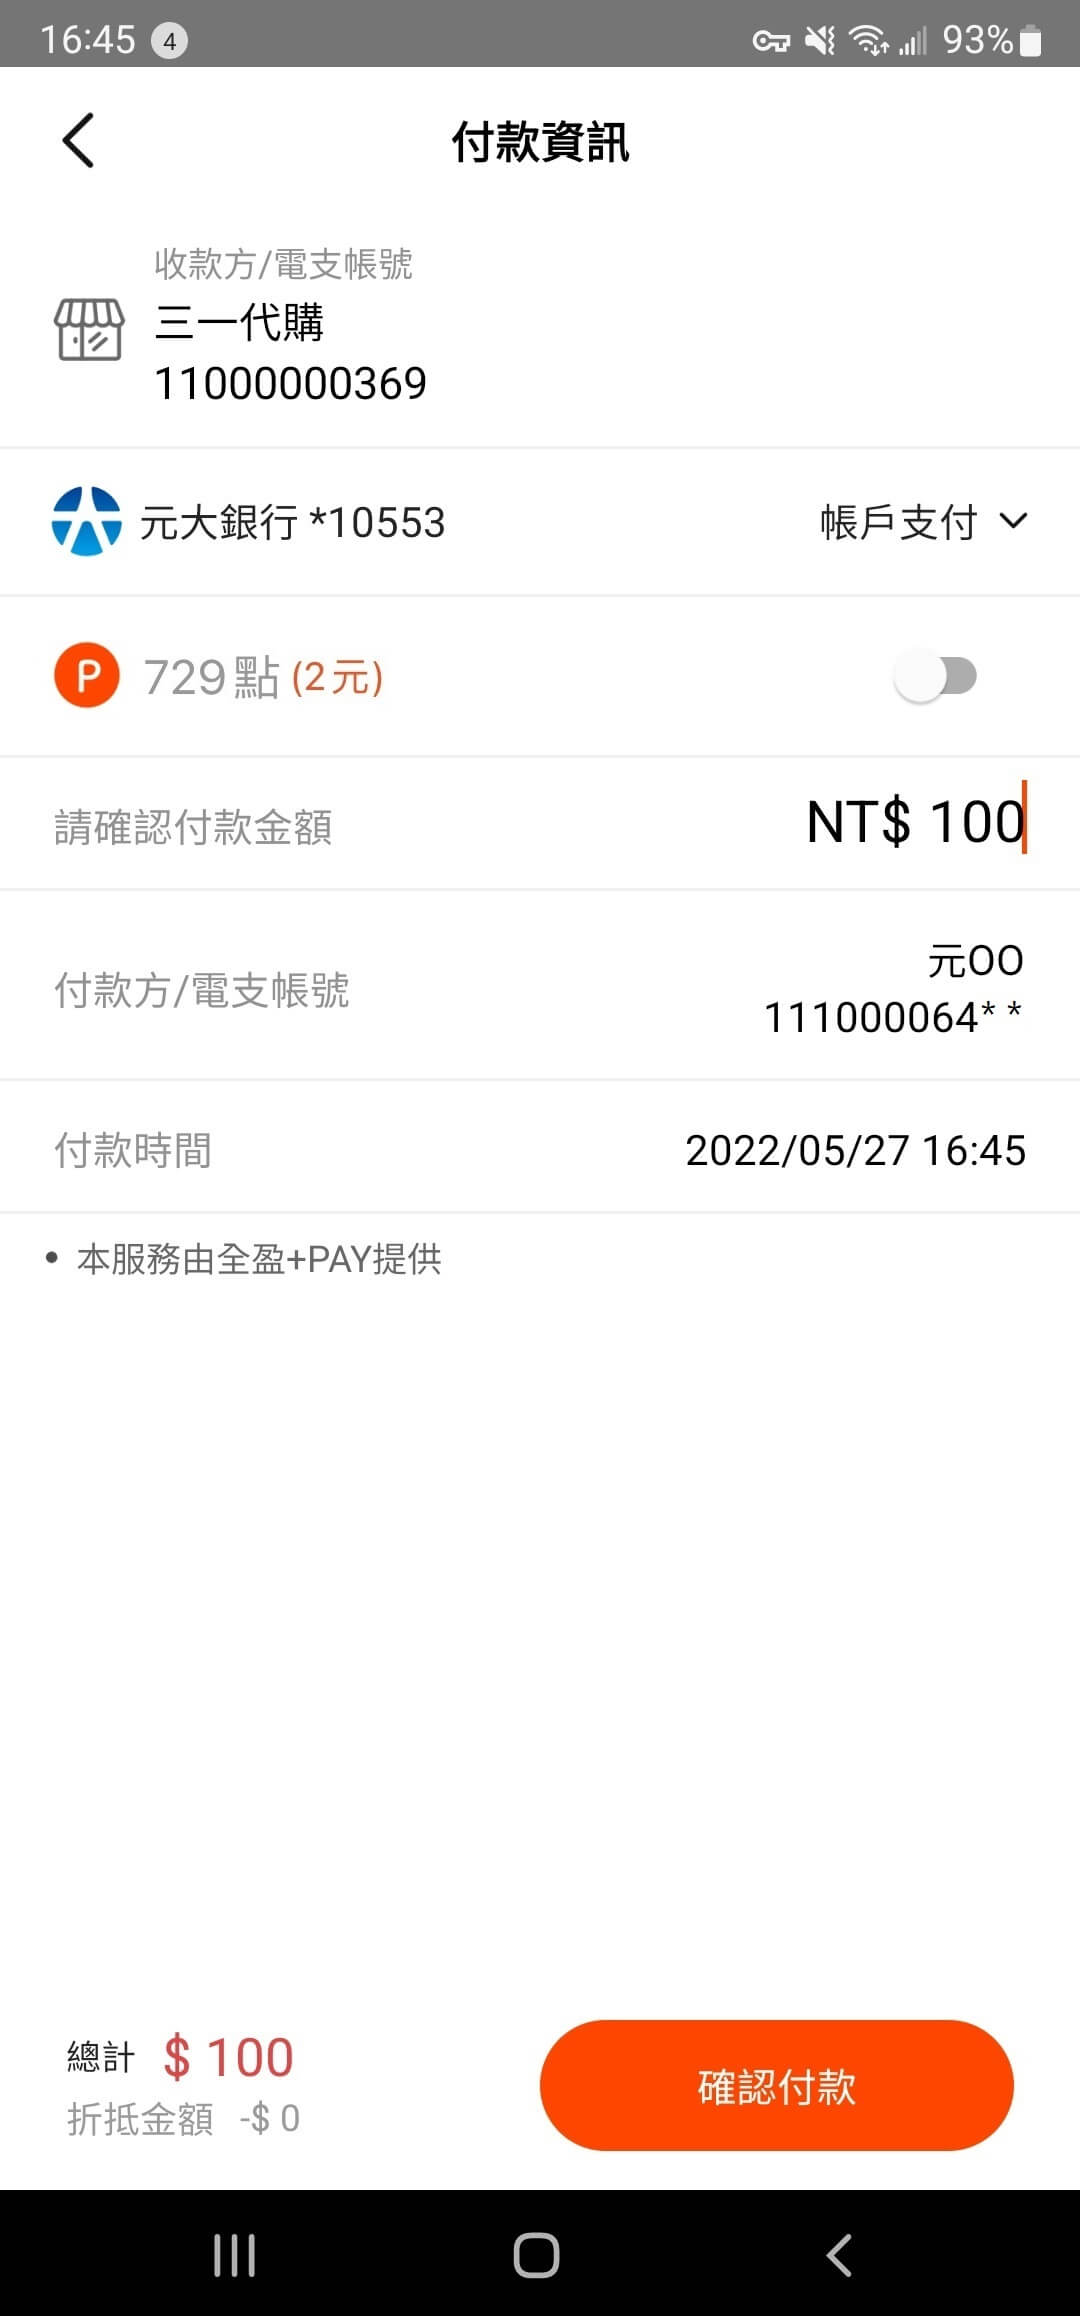 16:45 4 93%
付款資訊
收款方/電支帳號
三一代購
11000000369
元大銀行 *10553 帳戶支付
P 729點 (2元)
請確認付款金額 NT$ 100
付款方/電支帳號
元OO
111000064* *
付款時間 2022/05/27 16:45
• 本服務由全盈+PAY提供
總計 $ 100
折抵金額 -$ 0
確認付款